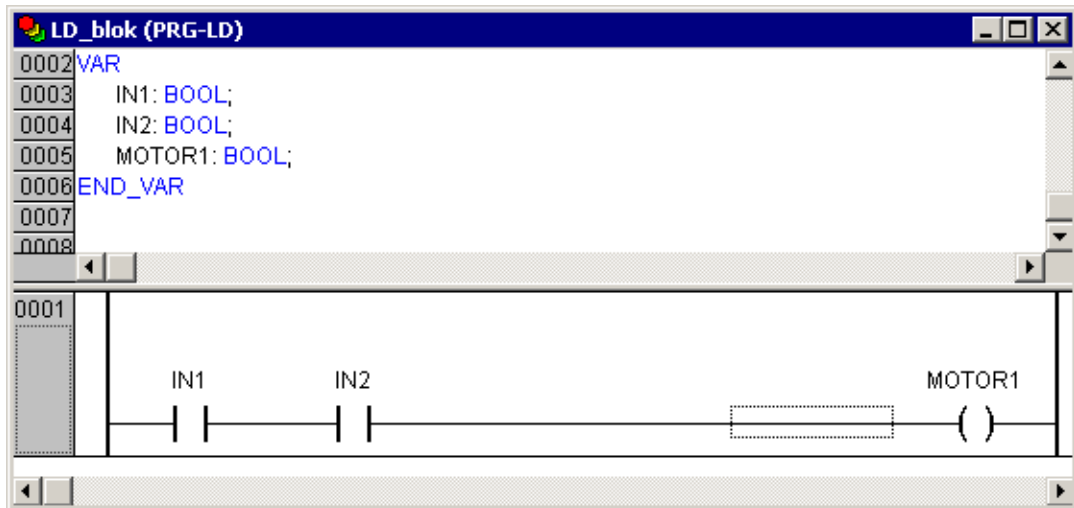 LD_blok (PRG-LD)
0002 VAR
0003 IN1: BOOL;
0004 IN2: BOOL;
0005 MOTOR1: BOOL;
0006 END_VAR
0007
0008
0001
IN1 IN2 MOTOR1